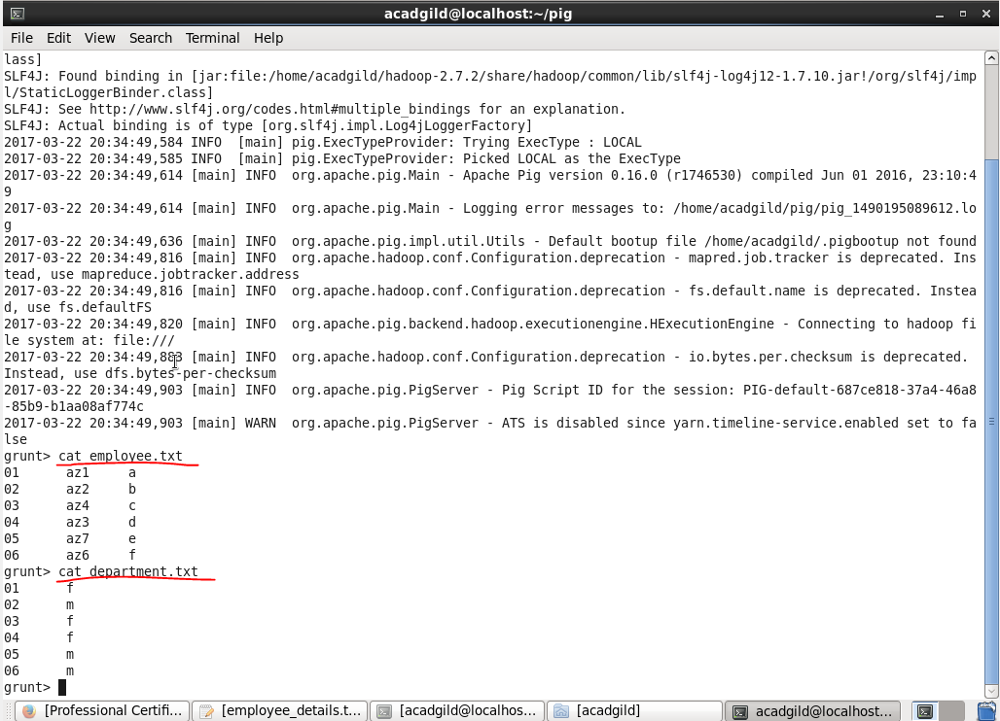 acadgild@localhost:~/pig
File Edit View Search Terminal Help
lass]
SLF4J: Found binding in [jar:file:/home/acadgild/hadoop-2.7.2/share/hadoop/common/lib/slf4j-log4j12-1.7.10.jar!/org/slf4j/imp
l/StaticLoggerBinder.class]
SLF4J: See http://www.slf4j.org/codes.html#multiple_bindings for an explanation.
SLF4J: Actual binding is of type [org.slf4j.impl.Log4jLoggerFactory]
2017-03-22 20:34:49,584 INFO  [main] pig.ExecTypeProvider: Trying ExecType : LOCAL
2017-03-22 20:34:49,585 INFO  [main] pig.ExecTypeProvider: Picked LOCAL as the ExecType
2017-03-22 20:34:49,614 [main] INFO  org.apache.pig.Main - Apache Pig version 0.16.0 (r1746530) compiled Jun 01 2016, 23:10:4
9
2017-03-22 20:34:49,614 [main] INFO  org.apache.pig.Main - Logging error messages to: /home/acadgild/pig/pig_1490195089612.lo
g
2017-03-22 20:34:49,636 [main] INFO  org.apache.pig.impl.util.Utils - Default bootup file /home/acadgild/.pigbootup not found
2017-03-22 20:34:49,816 [main] INFO  org.apache.hadoop.conf.Configuration.deprecation - mapred.job.tracker is deprecated. Ins
tead, use mapreduce.jobtracker.address
2017-03-22 20:34:49,816 [main] INFO  org.apache.hadoop.conf.Configuration.deprecation - fs.default.name is deprecated. Instea
d, use fs.defaultFS
2017-03-22 20:34:49,820 [main] INFO  org.apache.pig.backend.hadoop.executionengine.HExecutionEngine - Connecting to hadoop fi
le system at: file:///
2017-03-22 20:34:49,883 [main] INFO  org.apache.hadoop.conf.Configuration.deprecation - io.bytes.per.checksum is deprecated.
Instead, use dfs.bytes-per-checksum
2017-03-22 20:34:49,903 [main] INFO  org.apache.pig.PigServer - Pig Script ID for the session: PIG-default-687ce818-37a4-46a8
-85b9-b1aa08af774c
2017-03-22 20:34:49,903 [main] WARN  org.apache.pig.PigServer - ATS is disabled since yarn.timeline-service.enabled set to fa
lse
grunt> cat employee.txt
01 az1 a
02 az2 b
03 az4 c
04 az3 d
05 az7 e
06 az6 f
grunt> cat department.txt
01 f
02 m
03 f
04 f
05 m
06 m
grunt>
[Professional Certifi... [employee_details.t... [acadgild@localhos... [acadgild] acadgild@localhost...